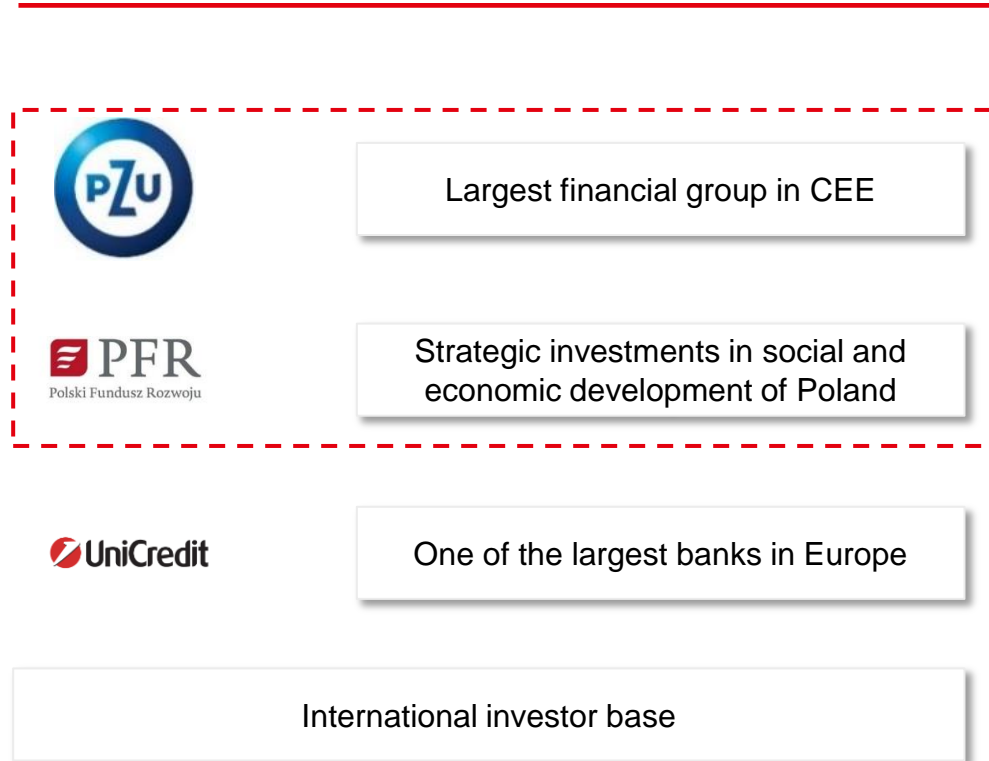 PZU
Largest financial group in CEE
PFR
Polski Fundusz Rozwoju
Strategic investments in social and
economic development of Poland
UniCredit
One of the largest banks in Europe
International investor base